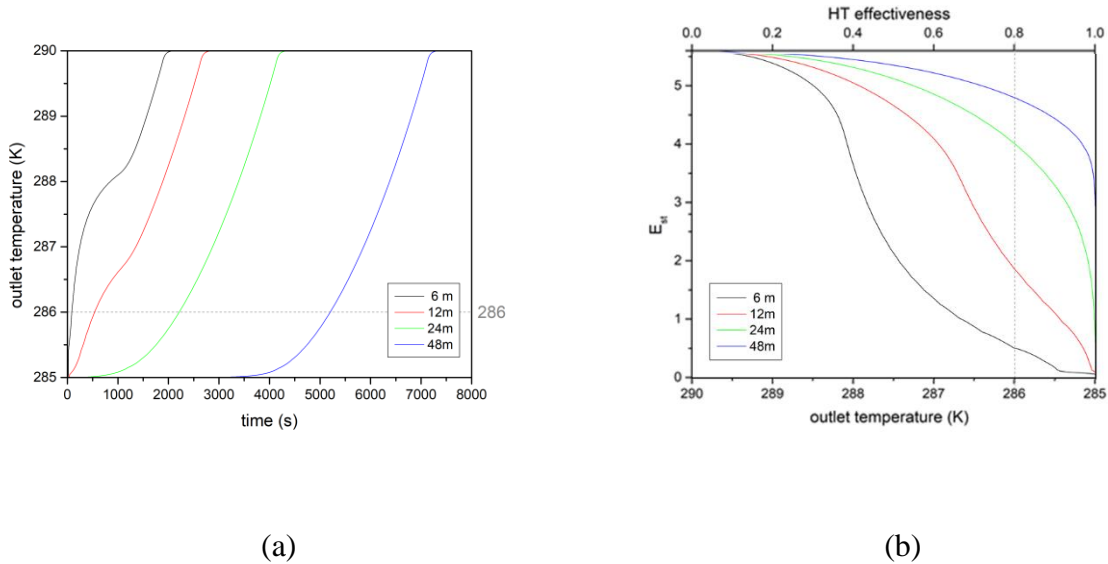 290
289
288
287
286
285
outlet temperature (K)
0 1000 2000 3000 4000 5000 6000 7000 8000
time (s)
286
6 m
12m
24m
48m
(a)
HT effectiveness
0.0 0.2 0.4 0.6 0.8 1.0
5
4
3
2
1
0
Est
290 289 288 287 286 285
outlet temperature (K)
6 m
12m
24m
48m
(b)